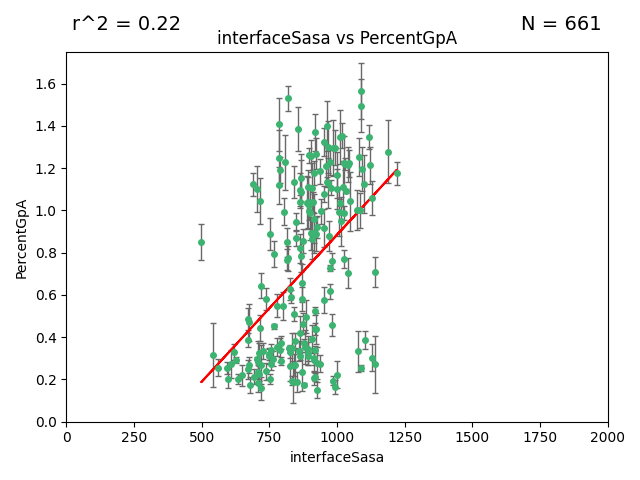 r^2 = 0.22
N = 661
interfaceSasa vs PercentGpA
PercentGpA
1.6
1.4
1.2
1.0
0.8
0.6
0.4
0.2
0.0
0 250 500 750 1000 1250 1500 1750 2000
interfaceSasa